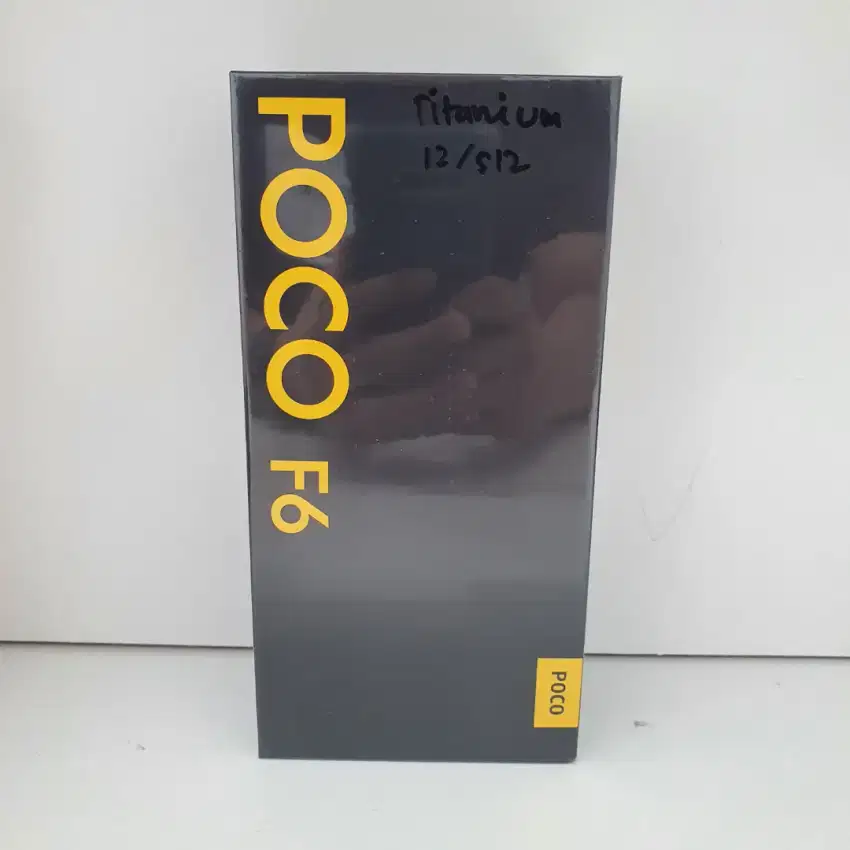 Titanium
12/512
POCO F6
POCO